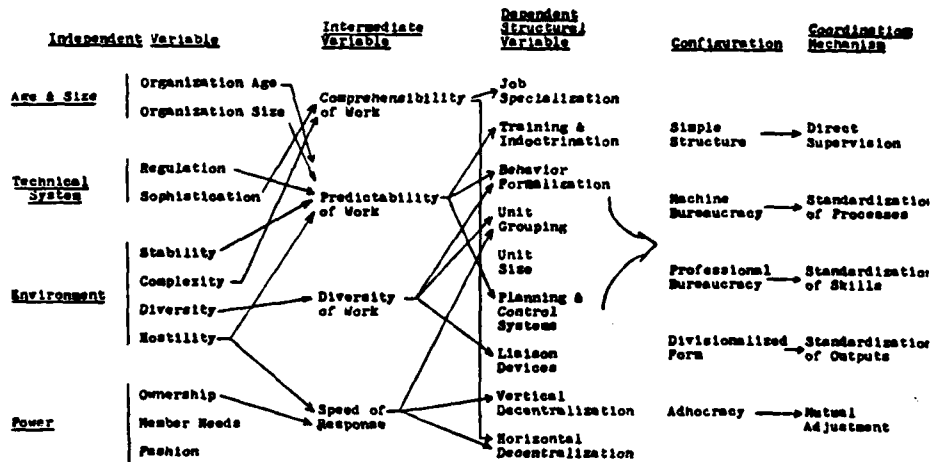 Independent Variable
Intermediate
Variable
Dependent
Structural
Variable
Configuration
Coordination
Mechanism
Age & Size
Organization Age
Organization Size
Technical
System
Regulation
Sophistication
Environment
Stability
Complexity
Diversity
Hostility
Power
Ownership
Member Needs
Fashion
Comprehensibility
of Work
Predictability
of Work
Diversity
of Work
Speed of
Response
Job
Specialization
Training &
Indoctrination
Behavior
Formalization
Unit
Grouping
Unit
Size
Planning &
Control
Systems
Liaison
Devices
Vertical
Decentralization
Horizontal
Decentralization
Simple
Structure
Direct
Supervision
Machine
Bureaucracy
Standardization
of Processes
Professional
Bureaucracy
Standardization
of Skills
Divisionalized
Form
Standardization
of Outputs
Adhocracy
Mutual
Adjustment